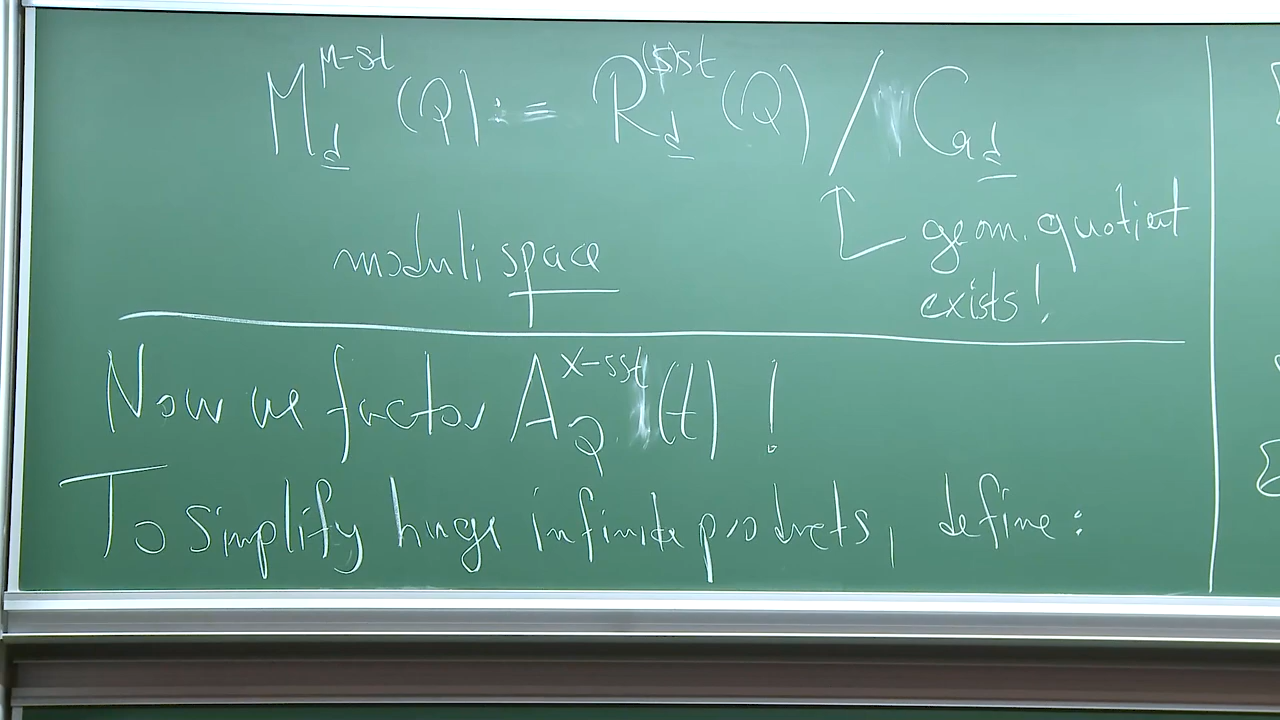 M_d^{μ-st}(Q) := R_d^{(s)st}(Q) / G_d
geom. quotient
moduli space
exists!
Now we factor A_Q^{X-sst}(t) !
To simplify huge infinite products, define: